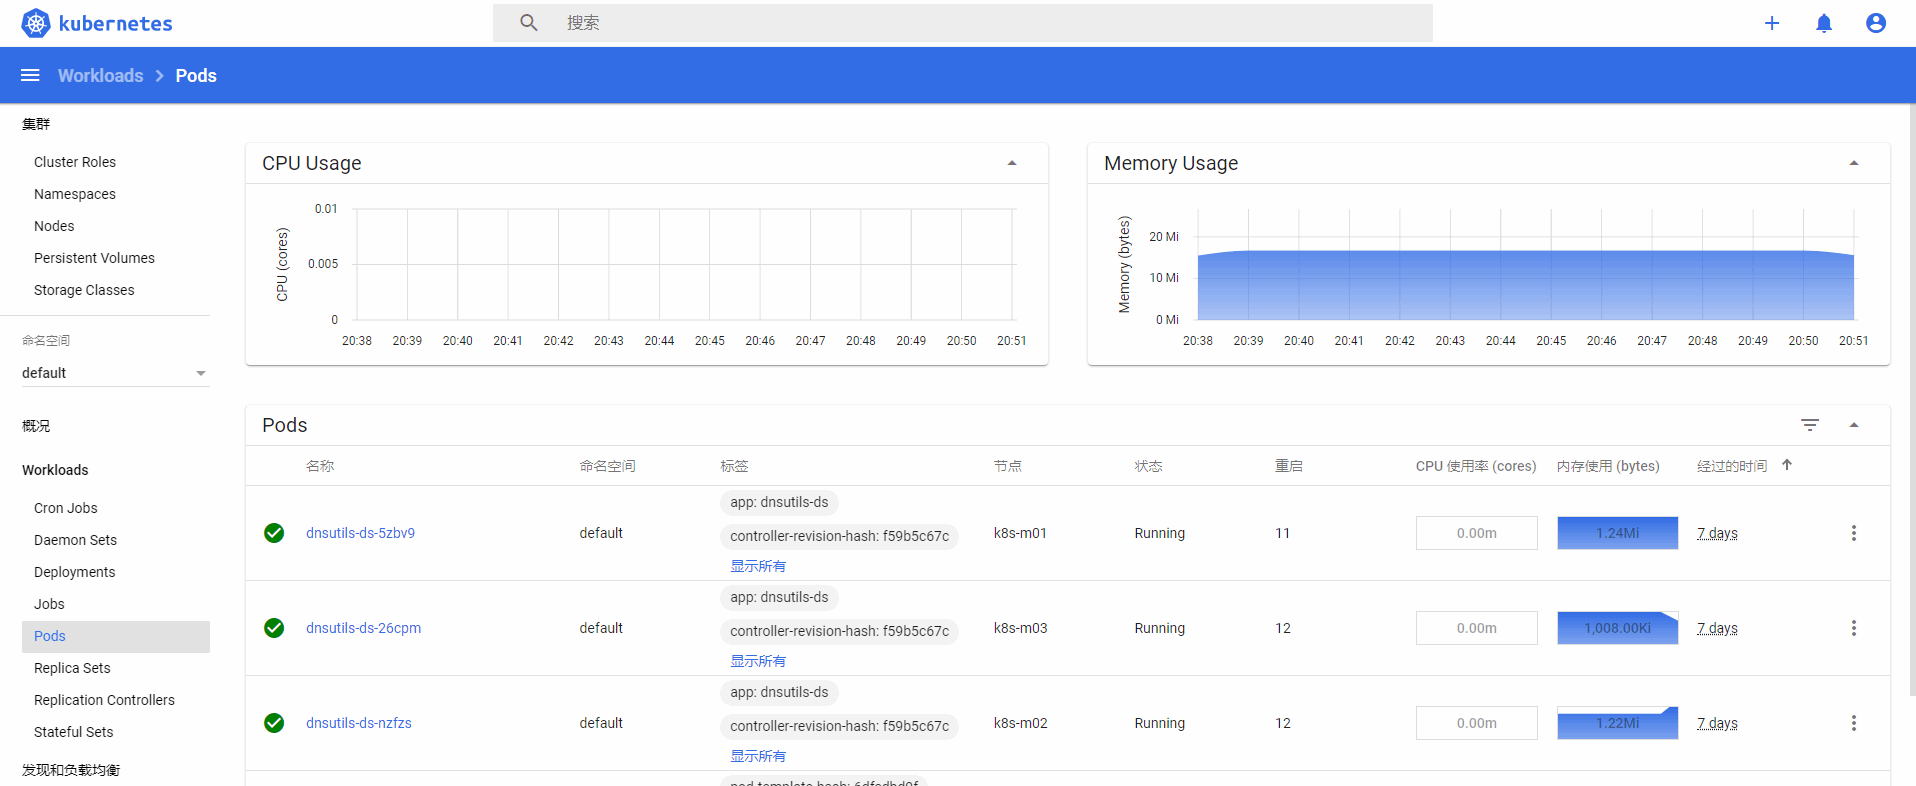 kubernetes
搜索
Workloads > Pods
集群
Cluster Roles
Namespaces
Nodes
Persistent Volumes
Storage Classes
命名空间
default
概况
Workloads
Cron Jobs
Daemon Sets
Deployments
Jobs
Pods
Replica Sets
Replication Controllers
Stateful Sets
发现和负载均衡
CPU Usage
CPU (cores)
0.01
0.005
0
20:38 20:39 20:40 20:41 20:42 20:43 20:44 20:45 20:46 20:47 20:48 20:49 20:50 20:51
Memory Usage
Memory (bytes)
20 Mi
10 Mi
0 Mi
20:38 20:39 20:40 20:41 20:42 20:43 20:44 20:45 20:46 20:47 20:48 20:49 20:50 20:51
Pods
名称 命名空间 标签 节点 状态 重启 CPU 使用率 (cores) 内存使用 (bytes) 经过的时间
app: dnsutils-ds
dnsutils-ds-5zbv9 default controller-revision-hash: f59b5c67c k8s-m01 Running 11 0.00m 1.24Mi 7 days
显示所有
app: dnsutils-ds
dnsutils-ds-26cpm default controller-revision-hash: f59b5c67c k8s-m03 Running 12 0.00m 1,008.00Ki 7 days
显示所有
app: dnsutils-ds
dnsutils-ds-nzfzs default controller-revision-hash: f59b5c67c k8s-m02 Running 12 0.00m 1.22Mi 7 days
显示所有